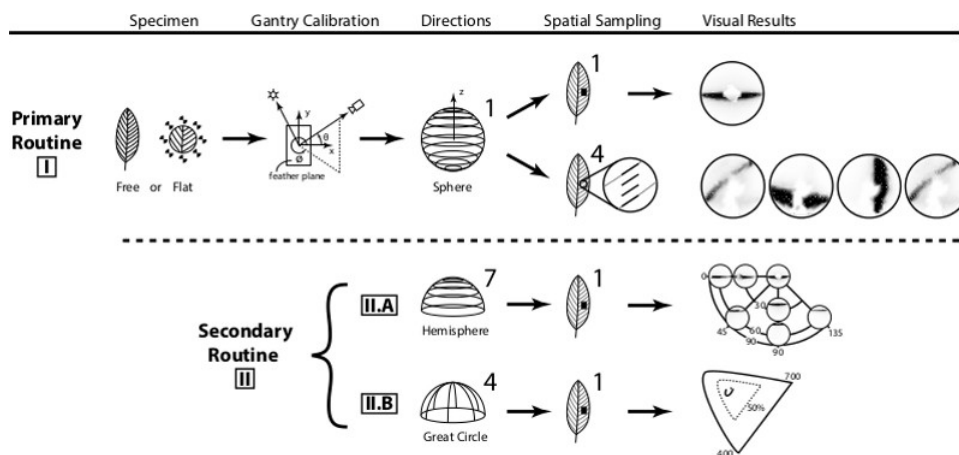 Specimen Gantry Calibration Directions Spatial Sampling Visual Results
Primary
Routine
I
Free or Flat
y
θ
x
Ø
feather plane
z
1
Sphere
1
4
Secondary
Routine
II
II.A
7
Hemisphere
1
0
30
45
60
90
90
135
II.B
4
Great Circle
1
700
50%
400